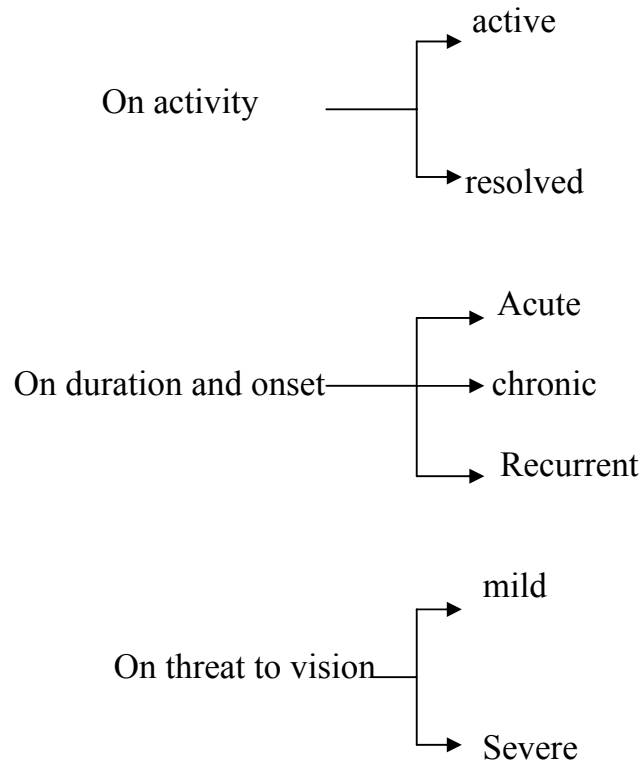 active
On activity
resolved
Acute
On duration and onset
chronic
Recurrent
mild
On threat to vision
Severe